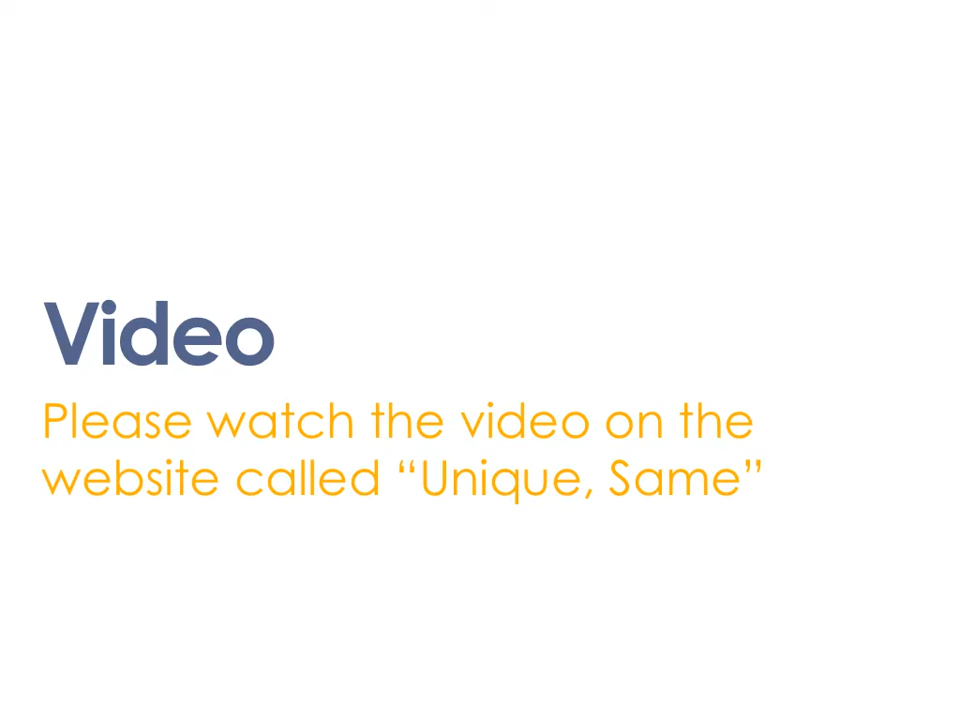 Video
Please watch the video on the
website called “Unique, Same”